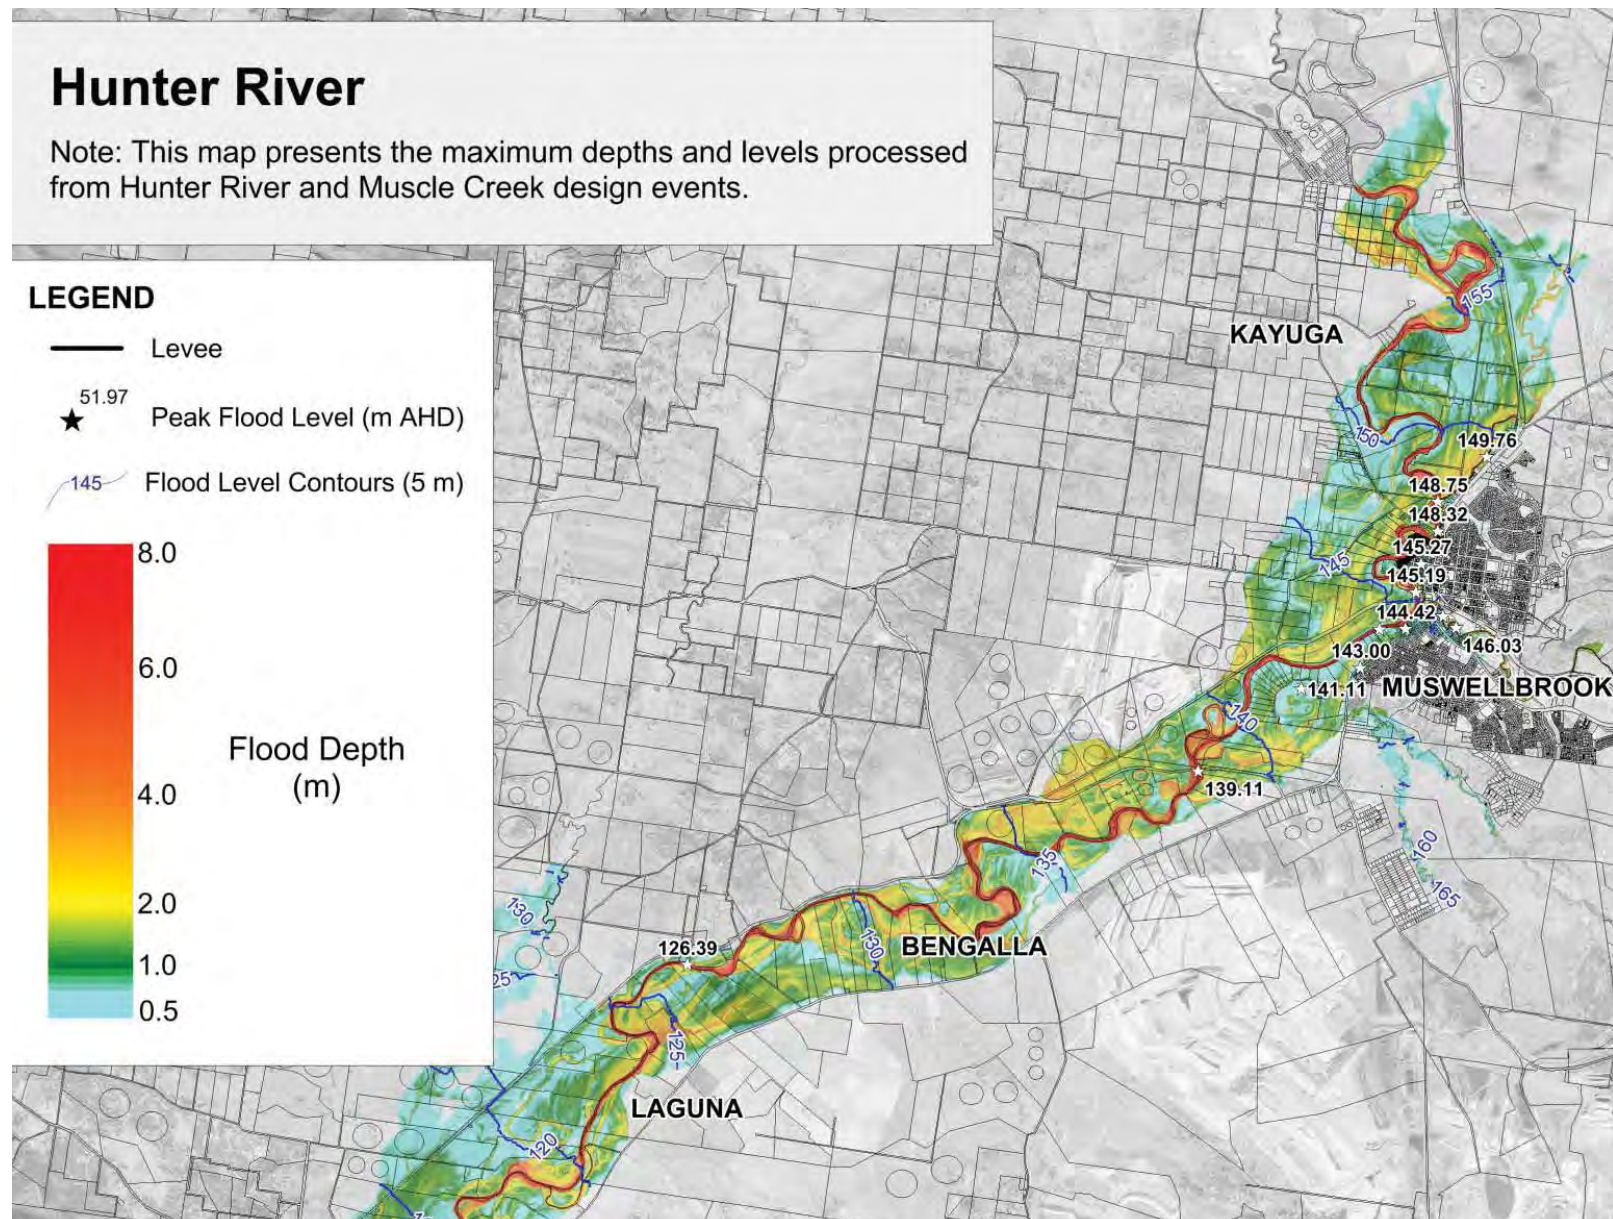 Hunter River
Note: This map presents the maximum depths and levels processed
from Hunter River and Muscle Creek design events.
LEGEND
Levee
51.97
Peak Flood Level (m AHD)
145
Flood Level Contours (5 m)
8.0
6.0
4.0
2.0
1.0
0.5
Flood Depth
(m)
155
KAYUGA
150
149.76
148.75
148.32
145.27
145
145.19
144.42
146.03
143.00
141.11
MUSWELLBROOK
140
139.11
135
160
165
130
130
BENGALLA
126.39
25
125
LAGUNA
120